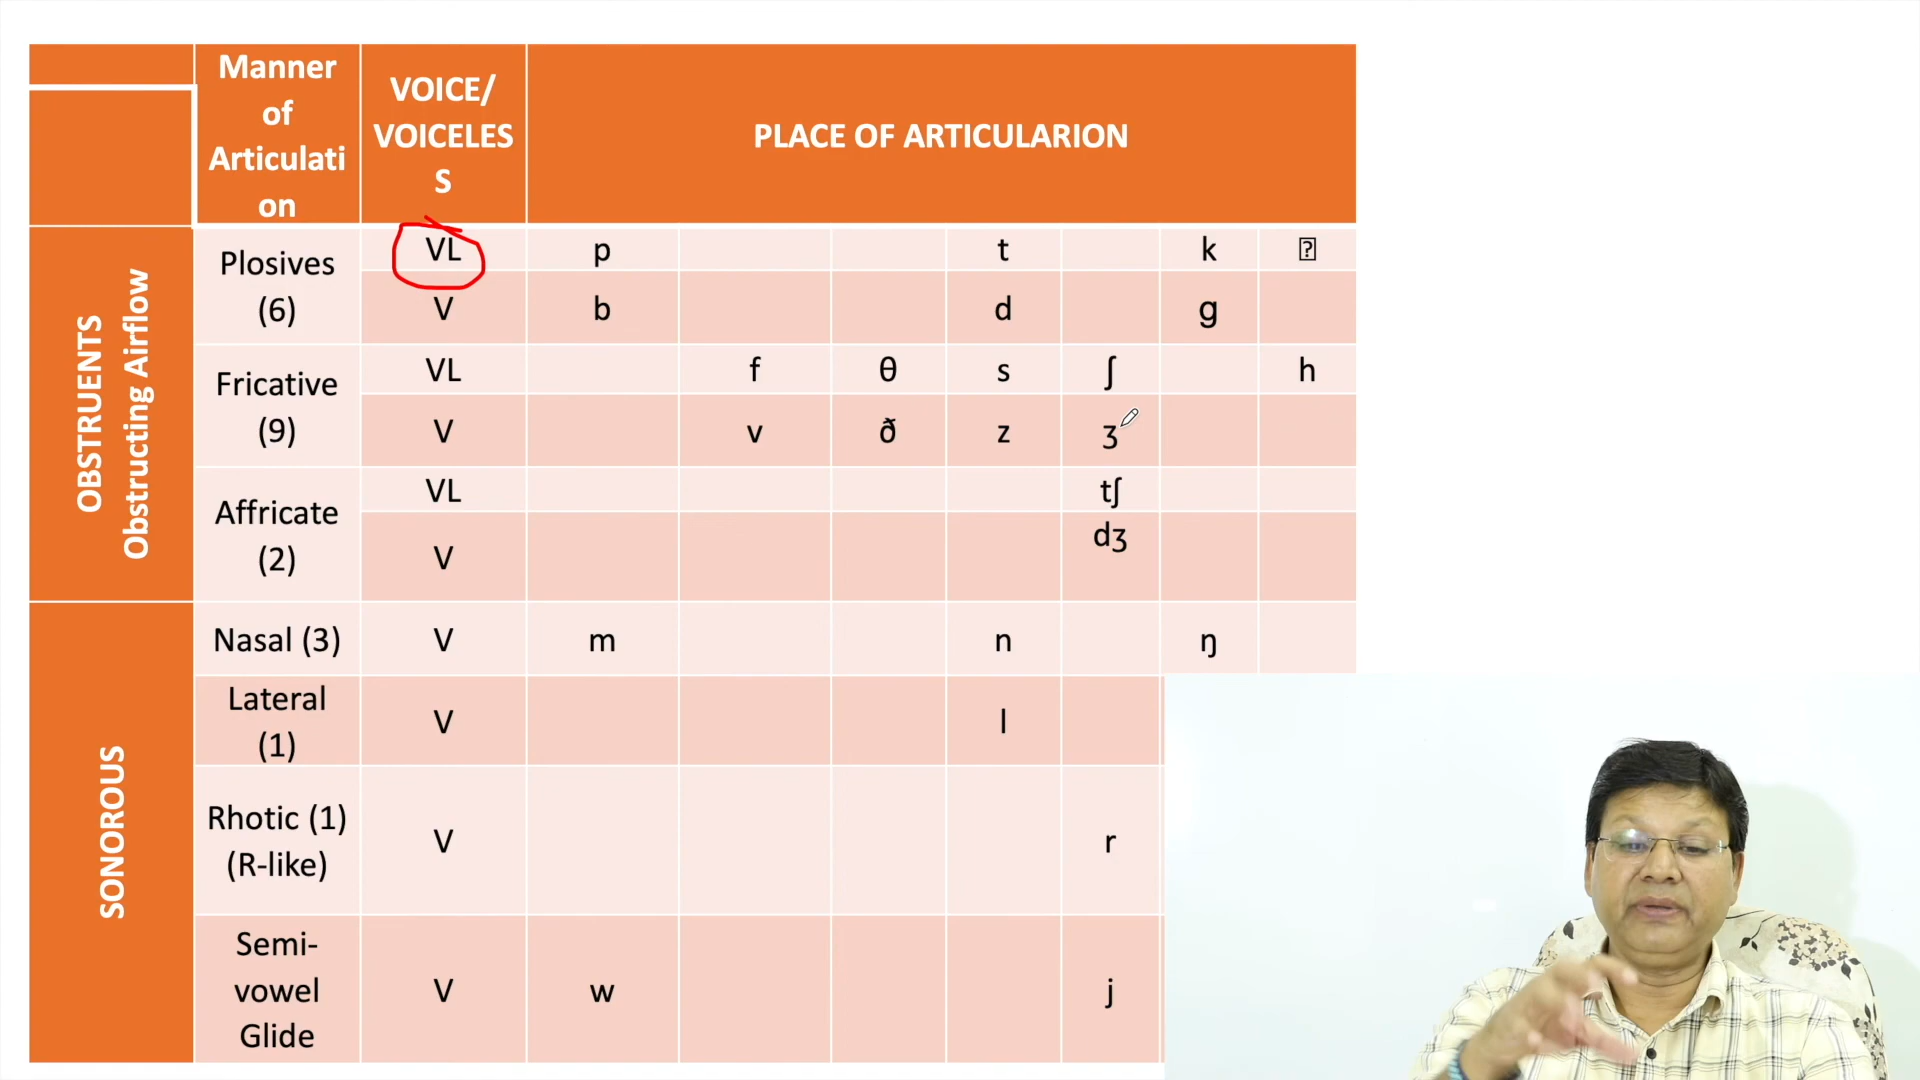 Manner
of
Articulati
on
VOICE/
VOICELES
S
PLACE OF ARTICULARION
OBSTRUENTS
Obstructing Airflow
Plosives
(6)
VL p t k
V b d g
Fricative
(9)
VL f θ s ʃ h
V v ð z ʒ
Affricate
(2)
VL tʃ
V dʒ
SONOROUS
Nasal (3) V m n ŋ
Lateral
(1)
V l
Rhotic (1)
(R-like)
V r
Semi-
vowel
Glide
V w j